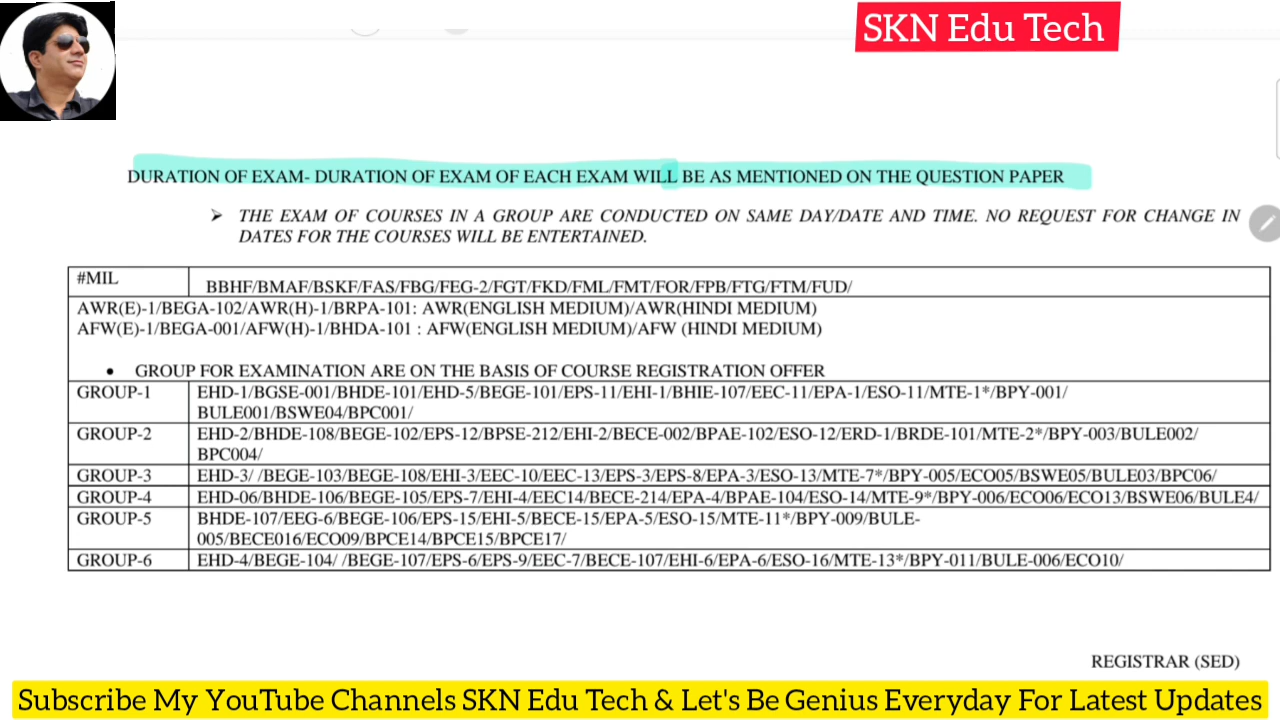 SKN Edu Tech
DURATION OF EXAM- DURATION OF EXAM OF EACH EXAM WILL BE AS MENTIONED ON THE QUESTION PAPER
➢ THE EXAM OF COURSES IN A GROUP ARE CONDUCTED ON SAME DAY/DATE AND TIME. NO REQUEST FOR CHANGE IN
DATES FOR THE COURSES WILL BE ENTERTAINED.
#MIL BBHF/BMAF/BSKF/FAS/FBG/FEG-2/FGT/FKD/FML/FMT/FOR/FPB/FTG/FTM/FUD/
AWR(E)-1/BEGA-102/AWR(H)-1/BRPA-101: AWR(ENGLISH MEDIUM)/AWR(HINDI MEDIUM)
AFW(E)-1/BEGA-001/AFW(H)-1/BHDA-101 : AFW(ENGLISH MEDIUM)/AFW (HINDI MEDIUM)
• GROUP FOR EXAMINATION ARE ON THE BASIS OF COURSE REGISTRATION OFFER
GROUP-1 EHD-1/BGSE-001/BHDE-101/EHD-5/BEGE-101/EPS-11/EHI-1/BHIE-107/EEC-11/EPA-1/ESO-11/MTE-1*/BPY-001/
BULE001/BSWE04/BPC001/
GROUP-2 EHD-2/BHDE-108/BEGE-102/EPS-12/BPSE-212/EHI-2/BECE-002/BPAE-102/ESO-12/ERD-1/BRDE-101/MTE-2*/BPY-003/BULE002/
BPC004/
GROUP-3 EHD-3/ /BEGE-103/BEGE-108/EHI-3/EEC-10/EEC-13/EPS-3/EPS-8/EPA-3/ESO-13/MTE-7*/BPY-005/ECO05/BSWE05/BULE03/BPC06/
GROUP-4 EHD-06/BHDE-106/BEGE-105/EPS-7/EHI-4/EEC14/BECE-214/EPA-4/BPAE-104/ESO-14/MTE-9*/BPY-006/ECO06/ECO13/BSWE06/BULE4/
GROUP-5 BHDE-107/EEG-6/BEGE-106/EPS-15/EHI-5/BECE-15/EPA-5/ESO-15/MTE-11*/BPY-009/BULE-
005/BECE016/ECO09/BPCE14/BPCE15/BPCE17/
GROUP-6 EHD-4/BEGE-104/ /BEGE-107/EPS-6/EPS-9/EEC-7/BECE-107/EHI-6/EPA-6/ESO-16/MTE-13*/BPY-011/BULE-006/ECO10/
REGISTRAR (SED)
Subscribe My YouTube Channels SKN Edu Tech & Let's Be Genius Everyday For Latest Updates